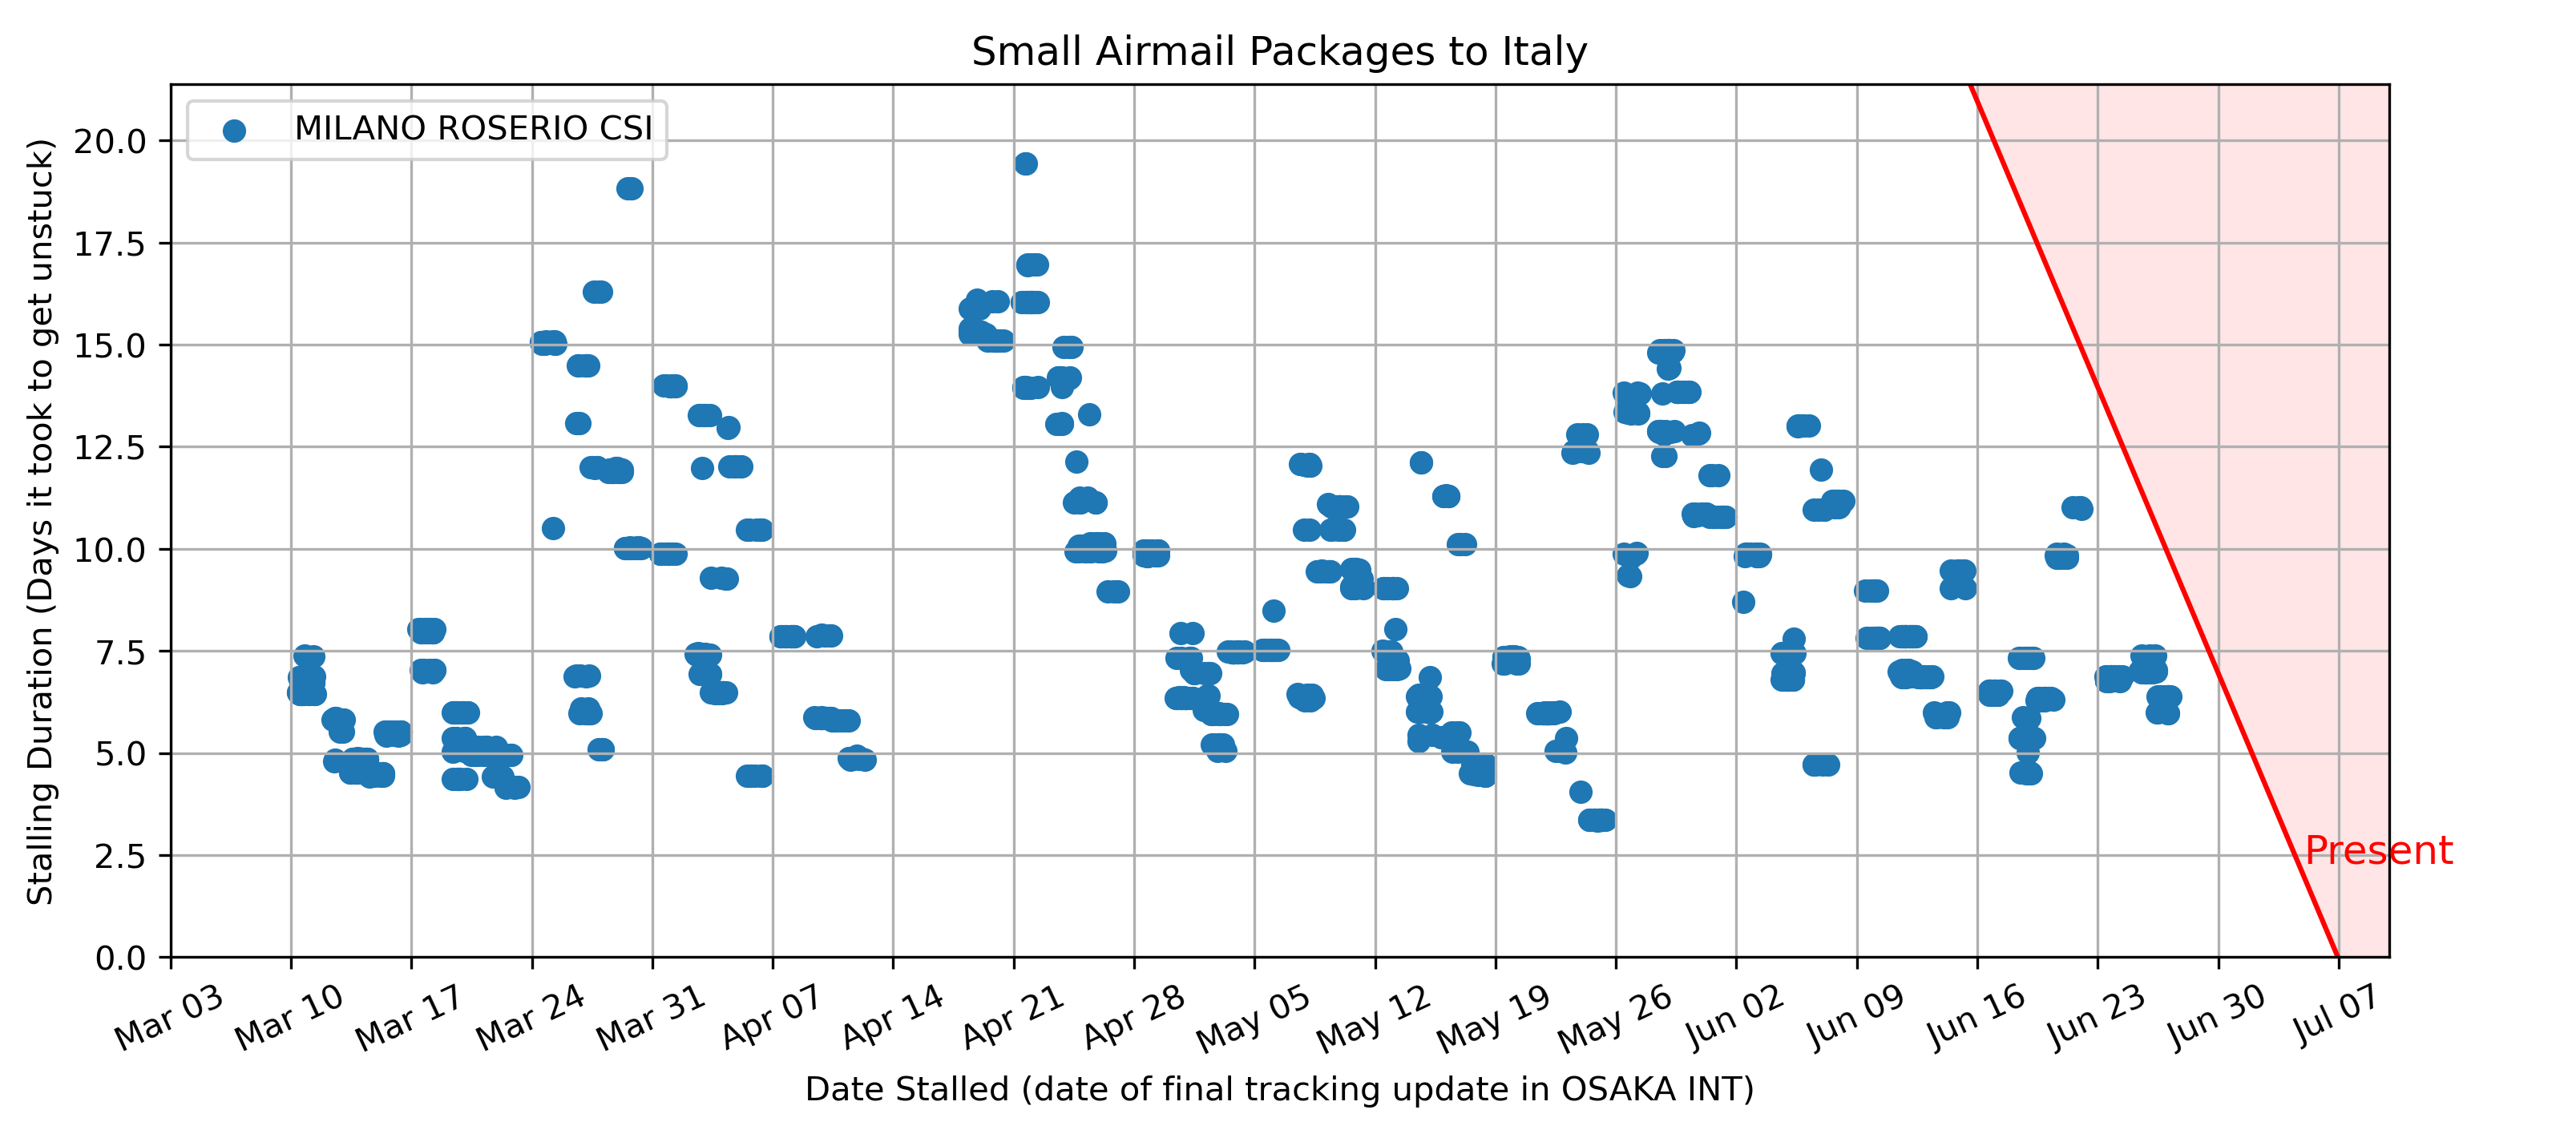 Small Airmail Packages to Italy
MILANO ROSERIO CSI
Stalling Duration (Days it took to get unstuck)
20.0
17.5
15.0
12.5
10.0
7.5
5.0
2.5
0.0
Present
Mar 03 Mar 10 Mar 17 Mar 24 Mar 31 Apr 07 Apr 14 Apr 21 Apr 28 May 05 May 12 May 19 May 26 Jun 02 Jun 09 Jun 16 Jun 23 Jun 30 Jul 07
Date Stalled (date of final tracking update in OSAKA INT)